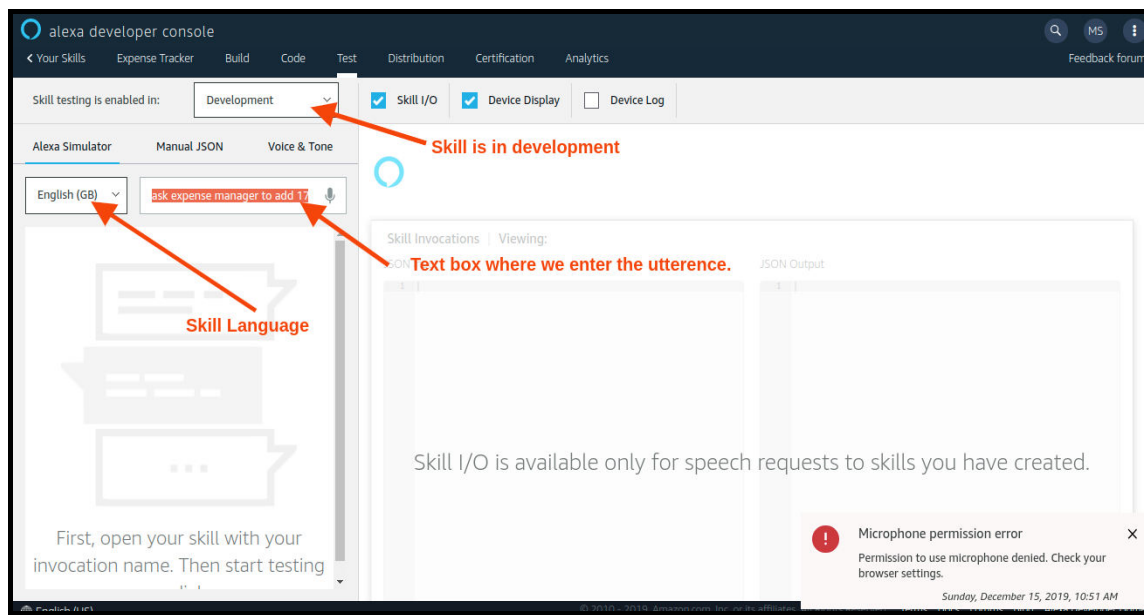 alexa developer console
MS
Your Skills Expense Tracker Build Code Test Distribution Certification Analytics Feedback forum
Skill testing is enabled in: Development Skill I/O Device Display Device Log
Skill is in development
Alexa Simulator Manual JSON Voice & Tone
English (GB) ask expense manager to add 17
Skill Invocations | Viewing:
Text box where we enter the utterence.
JSON Output
1 1
Skill Language
Skill I/O is available only for speech requests to skills you have created.
First, open your skill with your
invocation name. Then start testing
Microphone permission error
Permission to use microphone denied. Check your
browser settings.
Sunday, December 15, 2019, 10:51 AM
English (US) © 2010 - 2019, Amazon.com, Inc. or its affiliates.